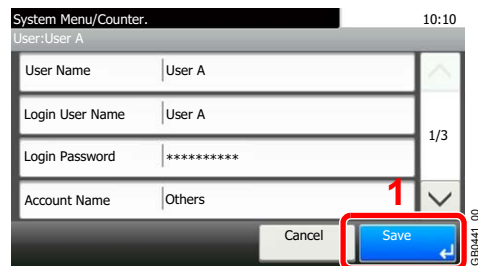 System Menu/Counter.
10:10
User:User A
User Name User A
Login User Name User A
1/3
Login Password **********
Account Name Others
1
Cancel Save
GB0441_00